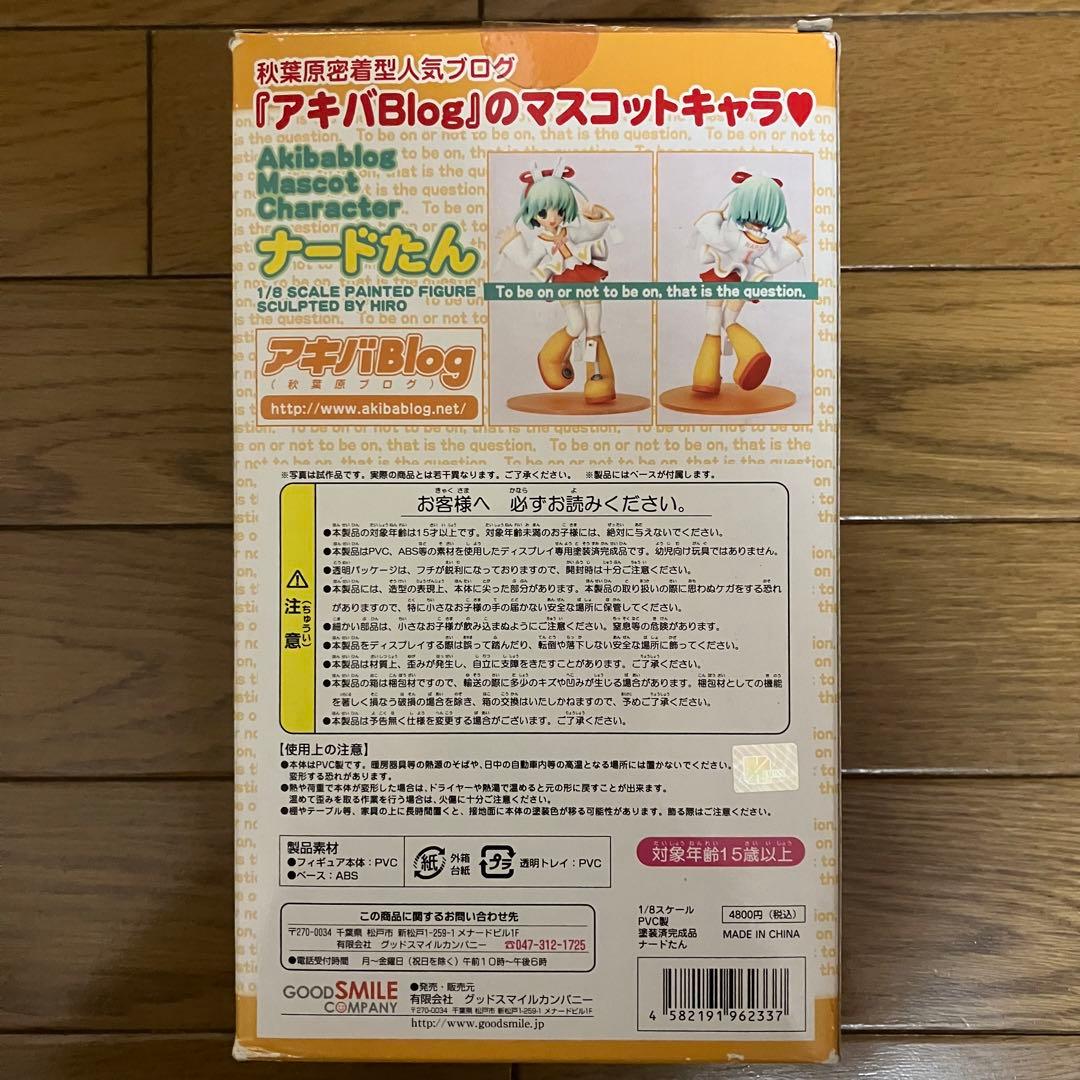 秋葉原密着型人気ブログ
『アキバBlog』のマスコットキャラ♥
Akibablog
Mascot
Character
ナードたん
1/8 SCALE PAINTED FIGURE
SCULPTED BY HIRO
To be on or not to be on, that is the question.
アキバBlog
(秋葉原ブログ)
http://www.akibablog.net/
To be on or not to be on, that is the question.
※写真は試作品です。実際の商品とは若干異なります。ご了承ください。 ※製品にはベースが付属します。
お客様へ 必ずお読みください。
⚠注意(ちゅうい)
●本製品の対象年齢は15才以上です。対象年齢未満のお子様には、絶対に与えないでください。
●本製品はPVC、ABS等の素材を使用したディスプレイ専用塗装済完成品です。幼児向け玩具ではありません。
●透明パッケージは、フチが鋭利になっておりますので、開封時は十分ご注意ください。
●本製品には、造型の表現上、本体に尖った部分があります。本製品の取り扱いの際に思わぬケガをする恐れ
がありますので、特に小さなお子様の手の届かない安全な場所に保管してください。
●細かい部品は、小さなお子様が飲み込まぬようにご注意ください。窒息等の危険があります。
●本製品をディスプレイする際は誤って踏んだり、転倒や落下しない安全な場所に飾ってください。
●本製品は材質上、歪みが発生し、自立に支障をきたすことがあります。ご了承ください。
●本製品の箱は梱包材ですので、輸送の際に多少のキズや凹みが生じる場合があります。梱包材としての機能
を著しく損なう破損の場合を除き、箱の交換はいたしかねますので、予めご了承ください。
●本製品は予告無く仕様を変更する場合がございます。ご了承ください。
【使用上の注意】
●本体はPVC製です。暖房器具等の熱源のそばや、日中の自動車内等の高温となる場所には置かないでください。
変形する恐れがあります。
●熱や荷重で本体が変形した場合は、ドライヤーや熱湯で温めると元の形に戻すことが出来ます。
温めて歪みを取る作業を行う場合は、火傷に十分ご注意ください。
●棚やテーブル等、家具の上に長時間置くと、接地面に本体の塗装色が移る可能性があります。飾る際はご注意ください。
製品素材
●フィギュア本体：PVC
●ベース：ABS
紙 外箱
台紙
プラ 透明トレイ：PVC
対象年齢15歳以上
この商品に関するお問い合わせ先
〒270-0034 千葉県 松戸市 新松戸1-259-1 メナードビル1F
有限会社 グッドスマイルカンパニー ☎047-312-1725
●電話受付時間 月～金曜日(祝日を除く)午前10時～午後6時
1/8スケール
PVC製
塗装済完成品
ナードたん
4800円(税込)
MADE IN CHINA
GOOD SMILE
COMPANY
●発売・販売元
有限会社 グッドスマイルカンパニー
〒270-0034 千葉県 松戸市 新松戸1-259-1 メナードビル1F
http://www.goodsmile.jp
4 582191 962337